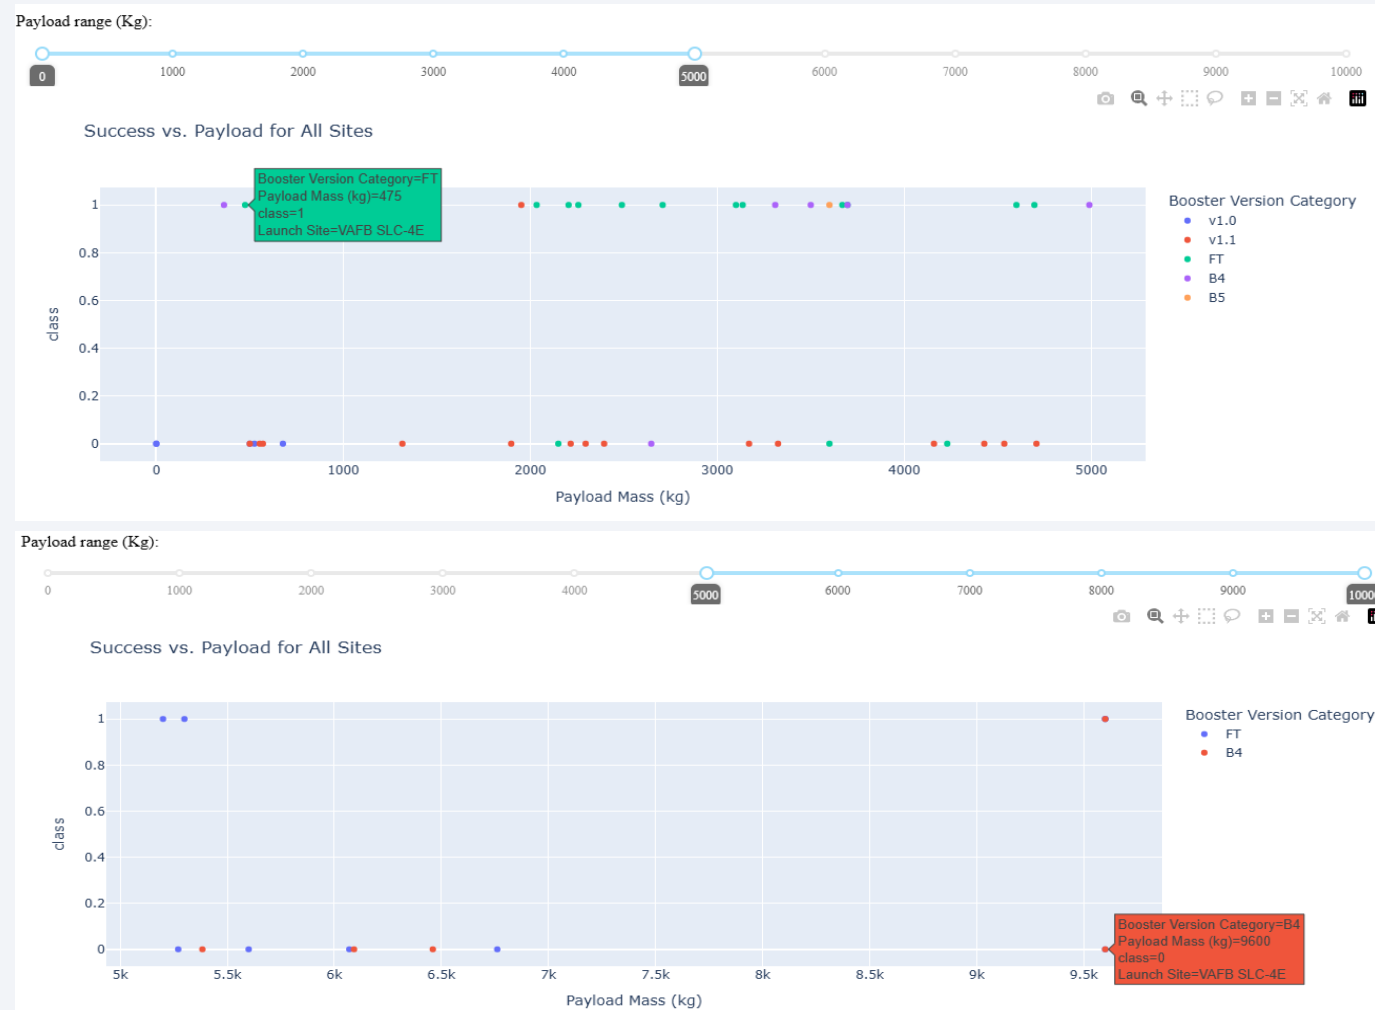 Payload range (Kg):
0 1000 2000 3000 4000 5000 6000 7000 8000 9000 10000
Success vs. Payload for All Sites
Booster Version Category=FT
Payload Mass (kg)=475
class=1
Launch Site=VAFB SLC-4E
Booster Version Category
v1.0
v1.1
FT
B4
B5
1
0.8
0.6
0.4
0.2
0
class
0 1000 2000 3000 4000 5000
Payload Mass (kg)
Payload range (Kg):
0 1000 2000 3000 4000 5000 6000 7000 8000 9000 1000
Success vs. Payload for All Sites
Booster Version Category
FT
B4
1
0.8
0.6
0.4
0.2
0
class
Booster Version Category=B4
Payload Mass (kg)=9600
class=0
Launch Site=VAFB SLC-4E
5k 5.5k 6k 6.5k 7k 7.5k 8k 8.5k 9k 9.5k
Payload Mass (kg)